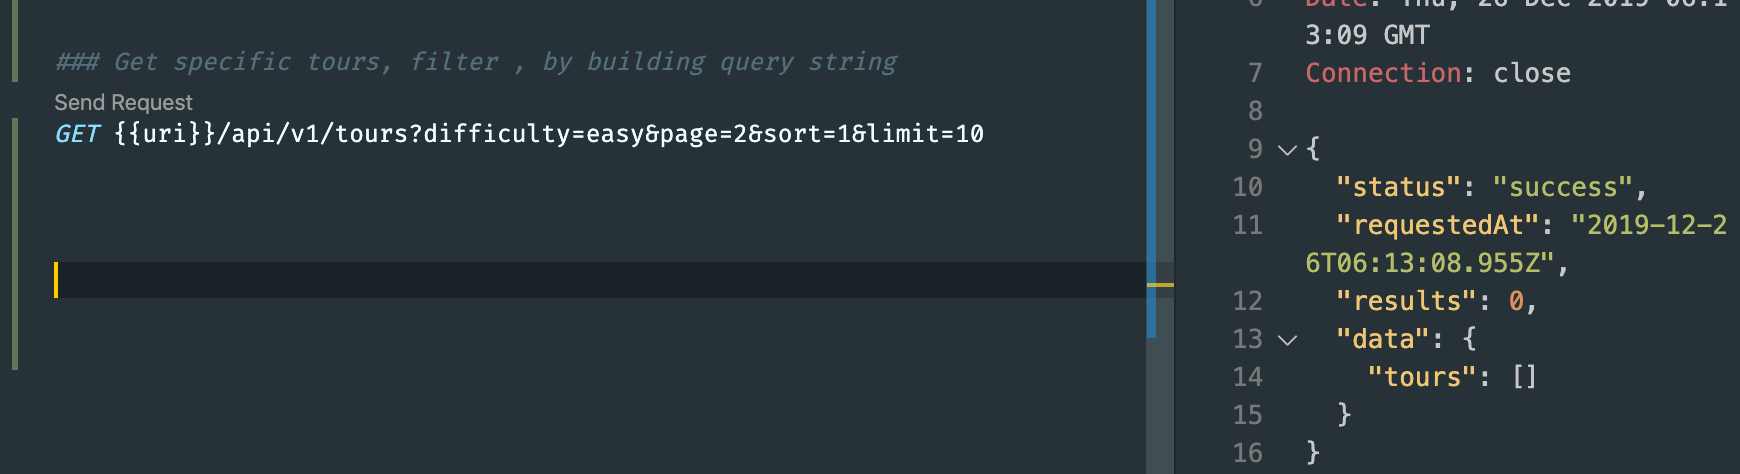 ### Get specific tours, filter , by building query string
Send Request
GET {{uri}}/api/v1/tours?difficulty=easy&page=2&sort=1&limit=10
3:09 GMT
7 Connection: close
8
9 {
10 "status": "success",
11 "requestedAt": "2019-12-2
6T06:13:08.955Z",
12 "results": 0,
13 "data": {
14 "tours": []
15 }
16 }